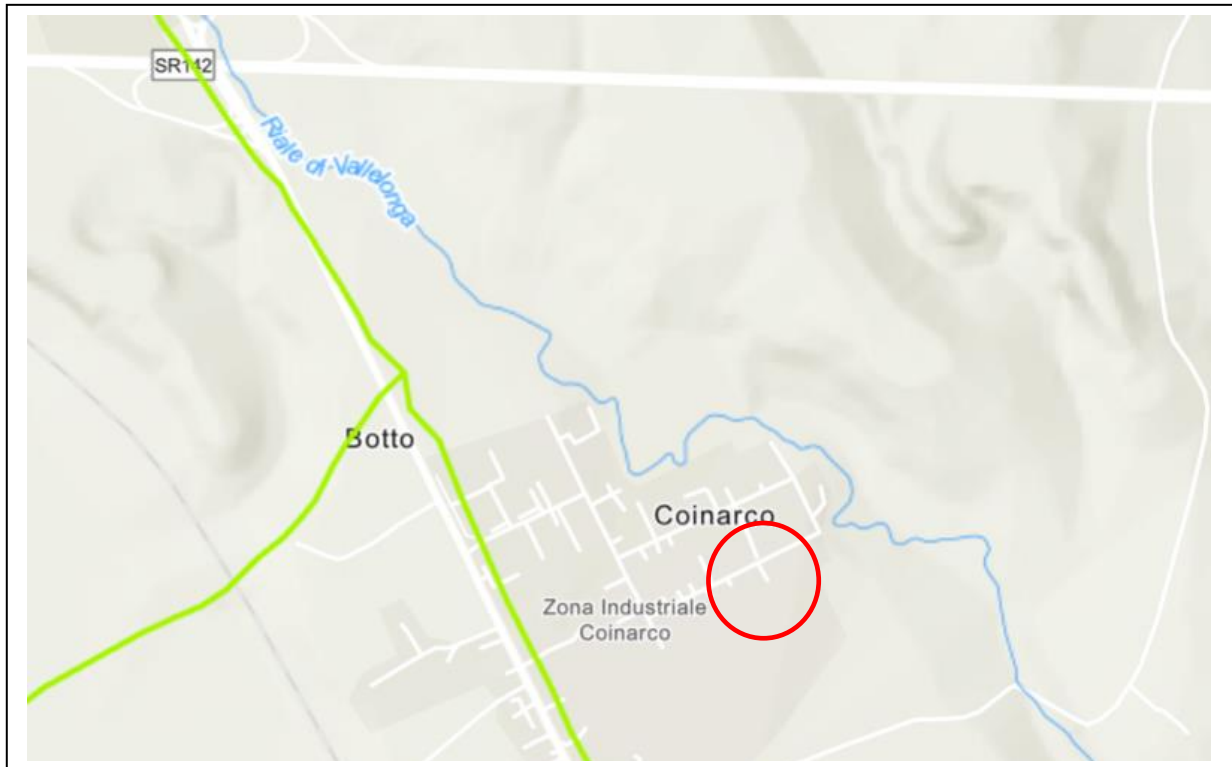 SR142
Riale di Vallelonga
Botto
Coinarco
Zona Industriale
Coinarco